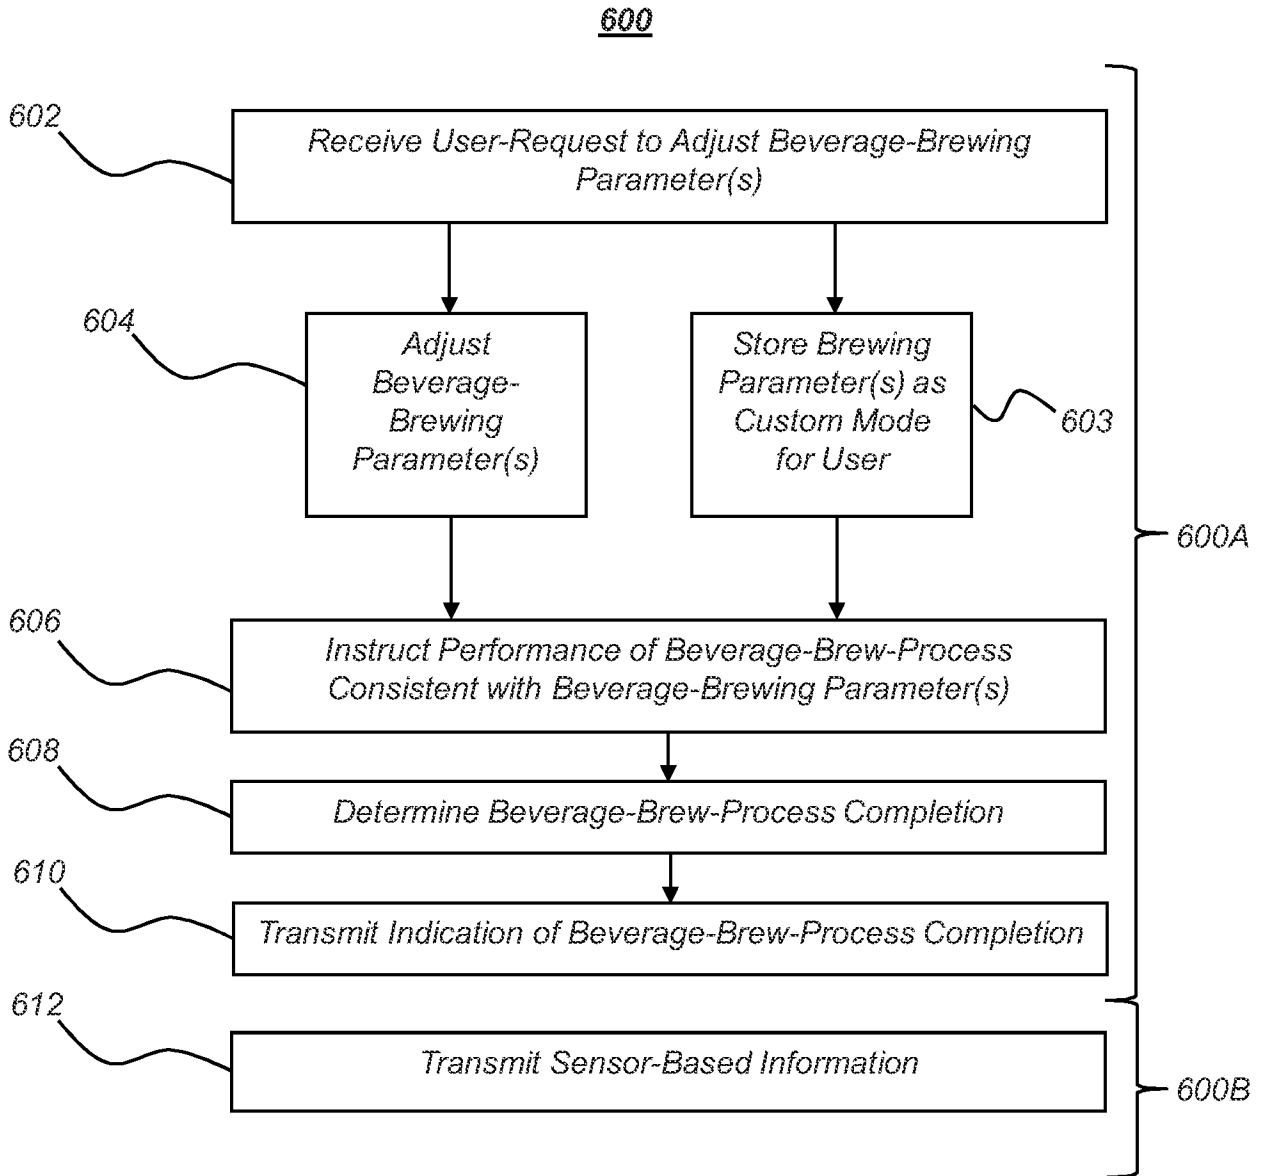 600
602
Receive User-Request to Adjust Beverage-Brewing
Parameter(s)
604
Adjust
Beverage-
Brewing
Parameter(s)
Store Brewing
Parameter(s) as
Custom Mode
for User
603
600A
606
Instruct Performance of Beverage-Brew-Process
Consistent with Beverage-Brewing Parameter(s)
608
Determine Beverage-Brew-Process Completion
610
Transmit Indication of Beverage-Brew-Process Completion
612
Transmit Sensor-Based Information
600B